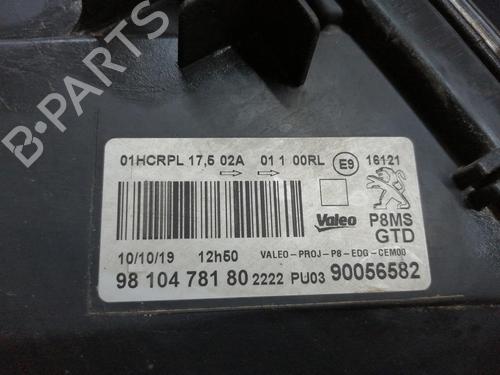 B-PARTS
01HCRPL 17,5 02A 01 1 00RL E9 16121
Valeo P8MS
GTD
10/10/19 12h50 VALEO-PROJ-P8-EDG-CEM00
98 104 781 80 2222 PU03 90056582